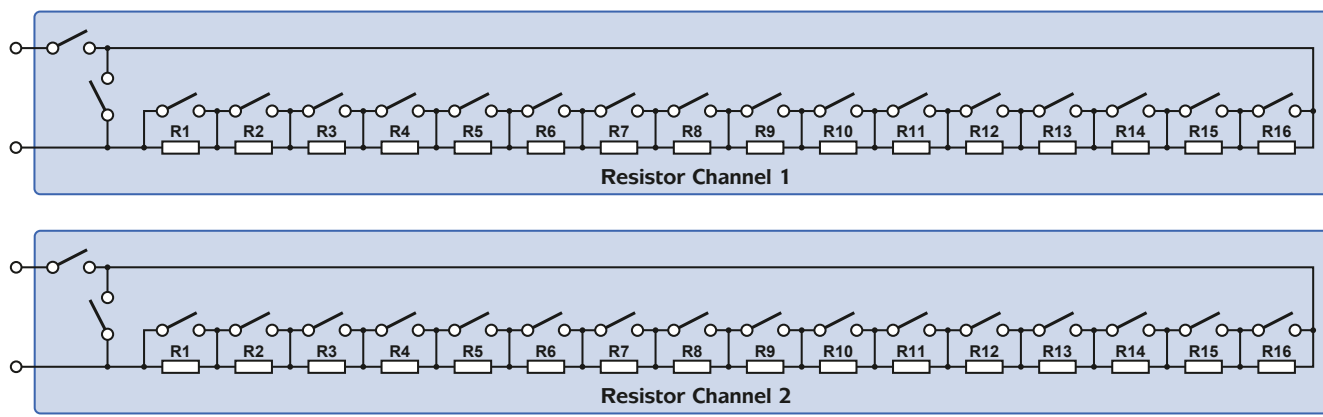 R1 R2 R3 R4 R5 R6 R7 R8 R9 R10 R11 R12 R13 R14 R15 R16
Resistor Channel 1
R1 R2 R3 R4 R5 R6 R7 R8 R9 R10 R11 R12 R13 R14 R15 R16
Resistor Channel 2